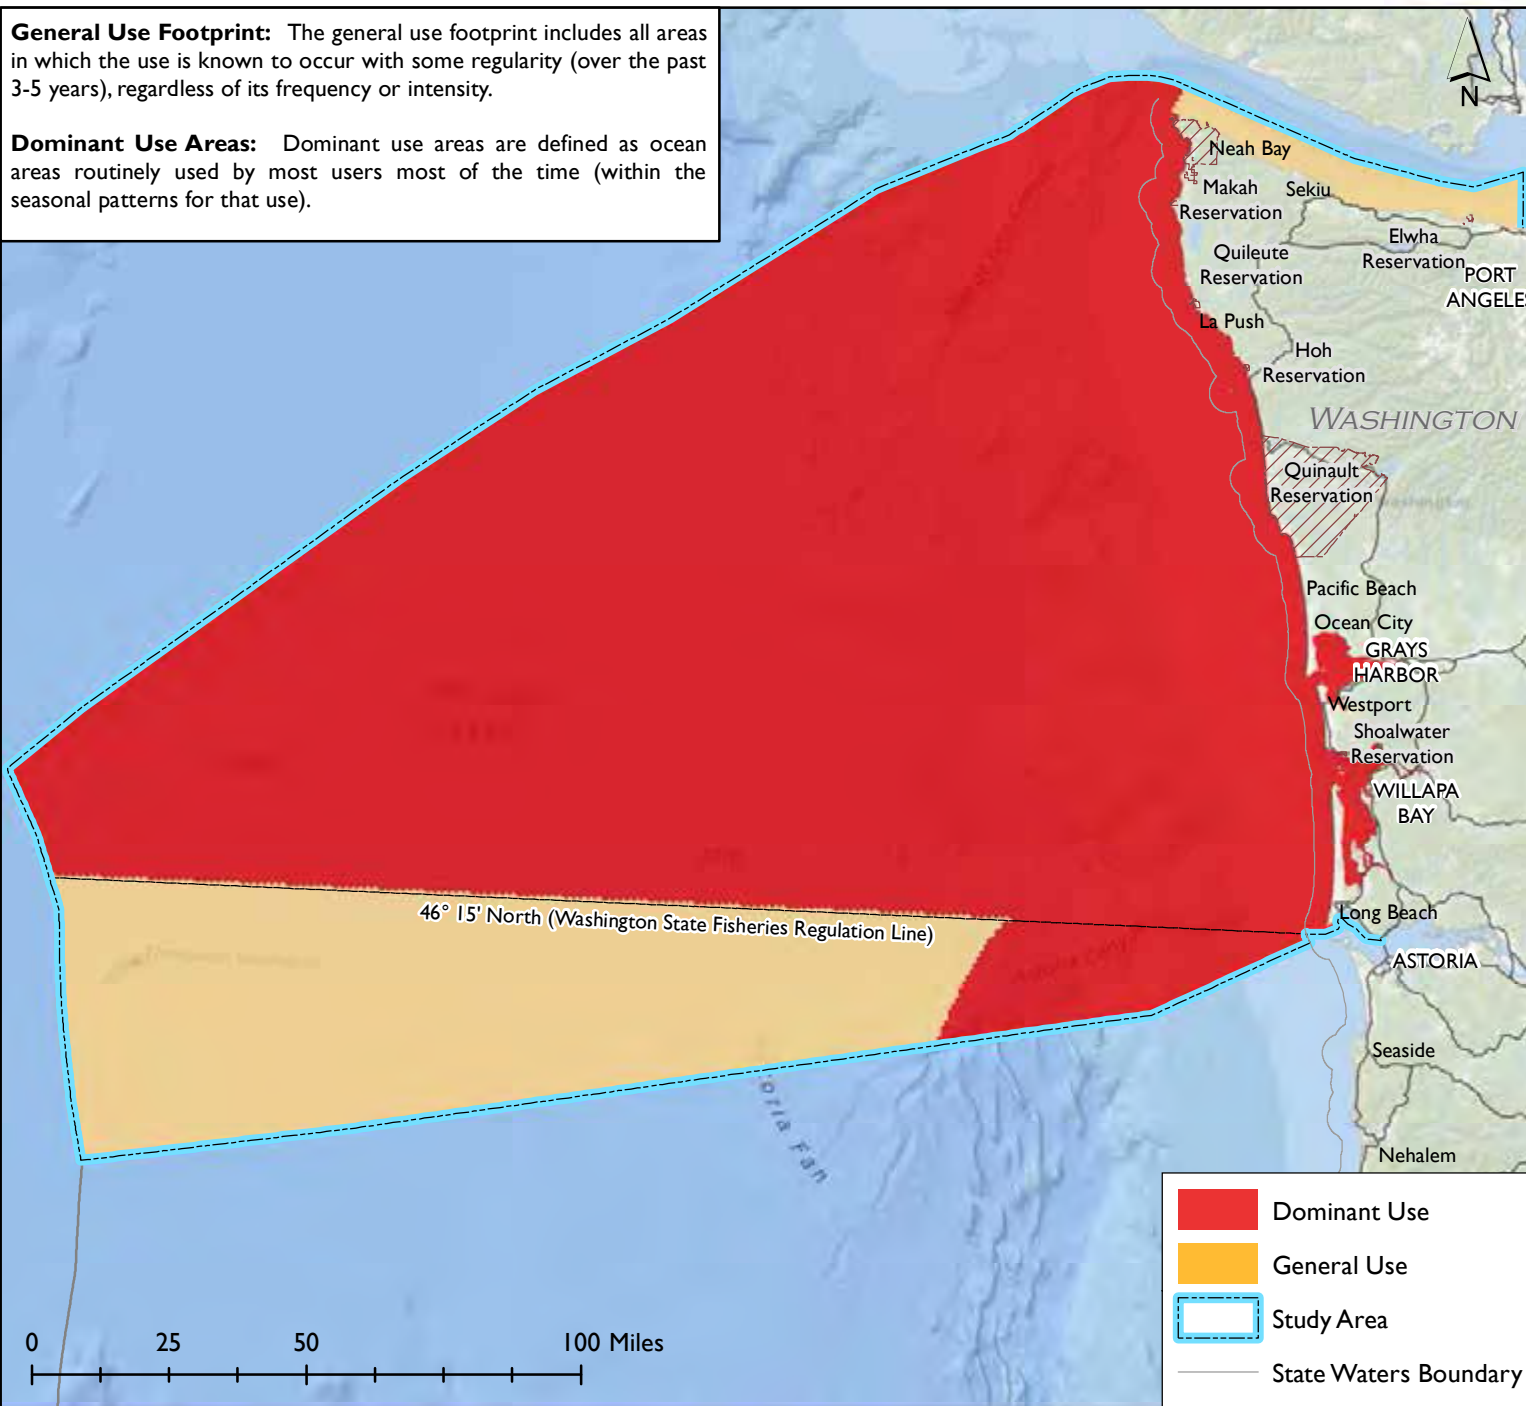 General Use Footprint: The general use footprint includes all areas
in which the use is known to occur with some regularity (over the past
3-5 years), regardless of its frequency or intensity.
Dominant Use Areas: Dominant use areas are defined as ocean
areas routinely used by most users most of the time (within the
seasonal patterns for that use).
N
Neah Bay
Makah
Reservation
Sekiu
Elwha
Reservation
PORT
ANGELES
Quileute
Reservation
La Push
Hoh
Reservation
WASHINGTON
Quinault
Reservation
Washington
Pacific Beach
Ocean City
GRAYS
HARBOR
Westport
Shoalwater
Reservation
WILLAPA
BAY
46° 15' North (Washington State Fisheries Regulation Line)
Long Beach
ASTORIA
Astoria Canyon
Seaside
Nehalem
oria Fan
Dominant Use
General Use
Study Area
State Waters Boundary
0 25 50 100 Miles